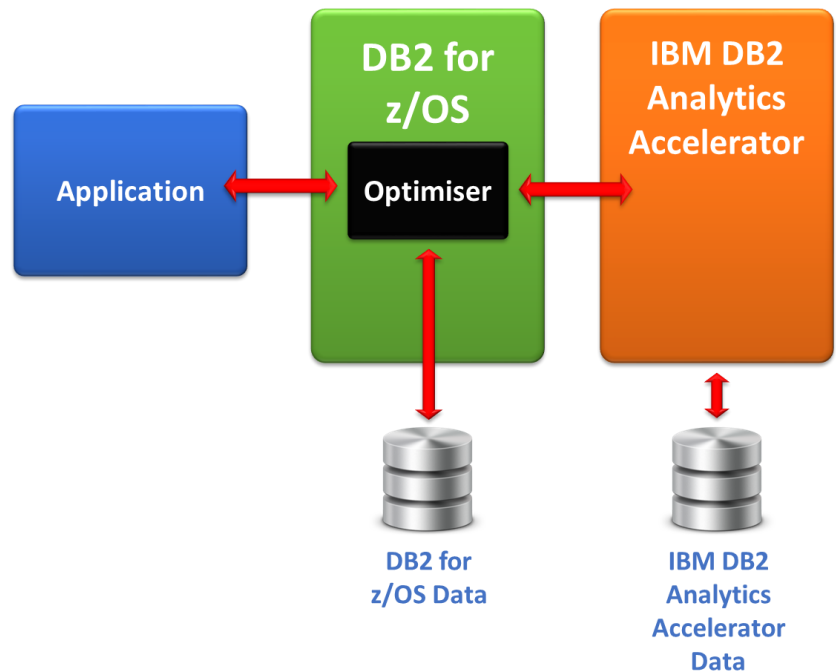 DB2 for
z/OS
IBM DB2
Analytics
Accelerator
Application
Optimiser
DB2 for
z/OS Data
IBM DB2
Analytics
Accelerator
Data